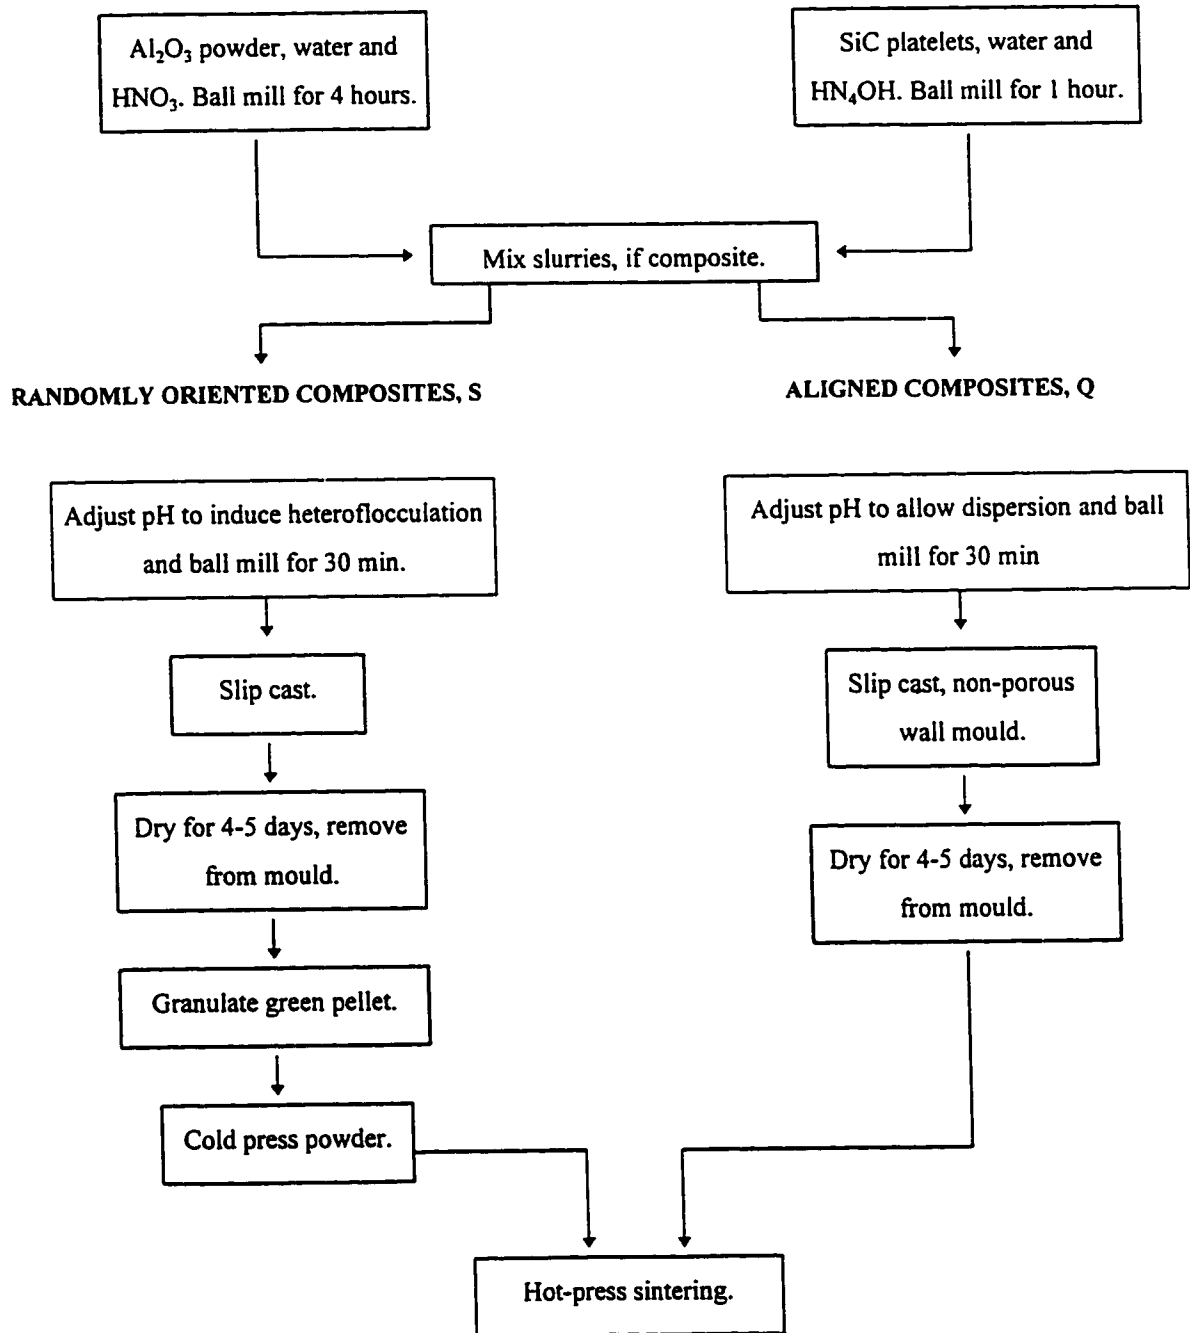 Al₂O₃ powder, water and
HNO₃. Ball mill for 4 hours.
SiC platelets, water and
HN₄OH. Ball mill for 1 hour.
Mix slurries, if composite.
RANDOMLY ORIENTED COMPOSITES, S
ALIGNED COMPOSITES, Q
Adjust pH to induce heteroflocculation
and ball mill for 30 min.
Adjust pH to allow dispersion and ball
mill for 30 min
Slip cast.
Slip cast, non-porous
wall mould.
Dry for 4-5 days, remove
from mould.
Dry for 4-5 days, remove
from mould.
Granulate green pellet.
Cold press powder.
Hot-press sintering.